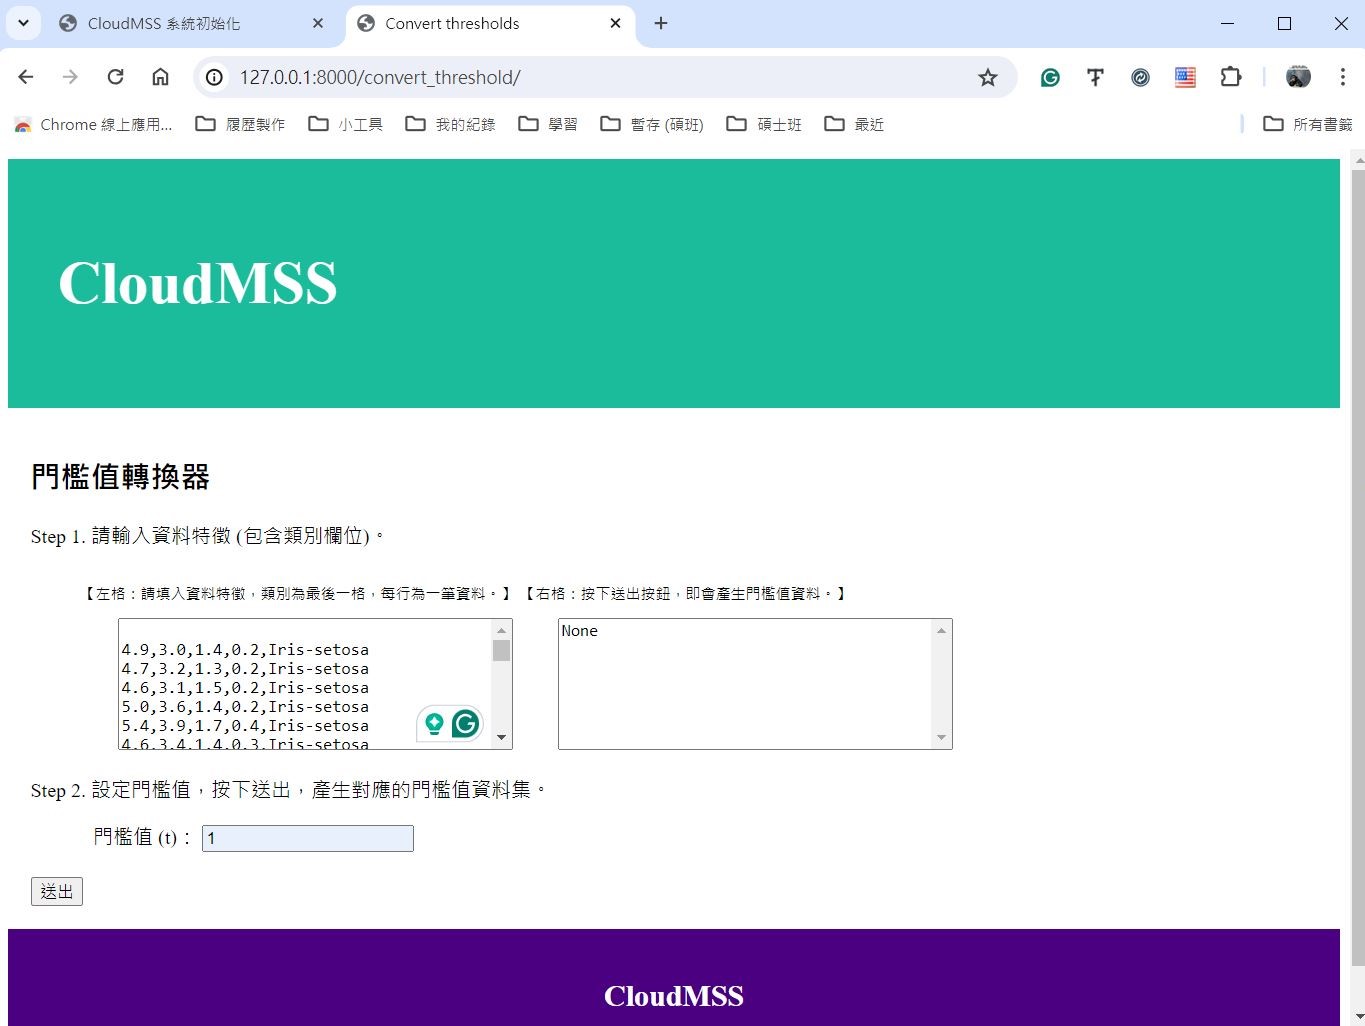 CloudMSS 系統初始化
Convert thresholds
127.0.0.1:8000/convert_threshold/
Chrome 線上應用...
履歷製作
小工具
我的紀錄
學習
暫存 (碩班)
碩士班
最近
所有書籤
CloudMSS
門檻值轉換器
Step 1. 請輸入資料特徵 (包含類別欄位)。
【左格：請填入資料特徵，類別為最後一格，每行為一筆資料。】【右格：按下送出按鈕，即會產生門檻值資料。】
4.9,3.0,1.4,0.2,Iris-setosa
4.7,3.2,1.3,0.2,Iris-setosa
4.6,3.1,1.5,0.2,Iris-setosa
5.0,3.6,1.4,0.2,Iris-setosa
5.4,3.9,1.7,0.4,Iris-setosa
4.6,3.4,1.4,0.3,Iris-setosa
None
Step 2. 設定門檻值，按下送出，產生對應的門檻值資料集。
門檻值 (t)： 1
送出
CloudMSS